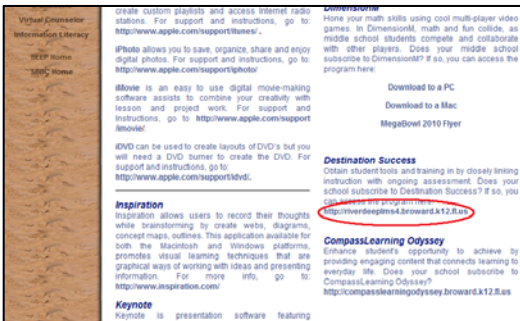 Virtual Counselor
Information Literacy
BEEP Home
SBBC Home
create custom playlists and access Internet radio
stations. For support and instructions, go to:
http://www.apple.com/support/itunes/ .
iPhoto allows you to save, organize, share and enjoy
digital photos. For support and instructions, go to:
http://www.apple.com/support/iphoto/
iMovie is an easy to use digital movie-making
software assists to combine your creativity with
lesson and project work. For support and
Instructions, go to http://www.apple.com/support
/imovie/.
iDVD can be used to create layouts of DVD's but you
will need a DVD burner to create the DVD. For
support and instructions, go to:
http://www.apple.com/support/idvd/.
Inspiration
Inspiration allows users to record their thoughts
while brainstorming by create webs, diagrams,
concept maps, outlines. This application available for
both the Macintosh and Windows platforms,
promotes visual learning techniques that are
graphical ways of working with ideas and presenting
information. For more info, go to:
http://www.inspiration.com/
Keynote
Keynote is presentation software featuring
DimensionM
Hone your math skills using cool multi-player video
games. In DimensionM, math and fun collide, as
middle school students compete and collaborate
with other players. Does your middle school
subscribe to DimensionM? If so, you can access the
program here:
Download to a PC
Download to a Mac
MegaBowl 2010 Flyer
Destination Success
Obtain student tools and training in by closely linking
instruction with ongoing assessment. Does your
school subscribe to Destination Success? If so, you
can access the program here:
http://riverdeeplms4.broward.k12.fl.us
CompassLearning Odyssey
Enhance student's opportunity to achieve by
providing engaging content that connects learning to
everyday life. Does your school subscribe to
CompassLearning Odyssey?
http://compasslearningodyssey.broward.k12.fl.us